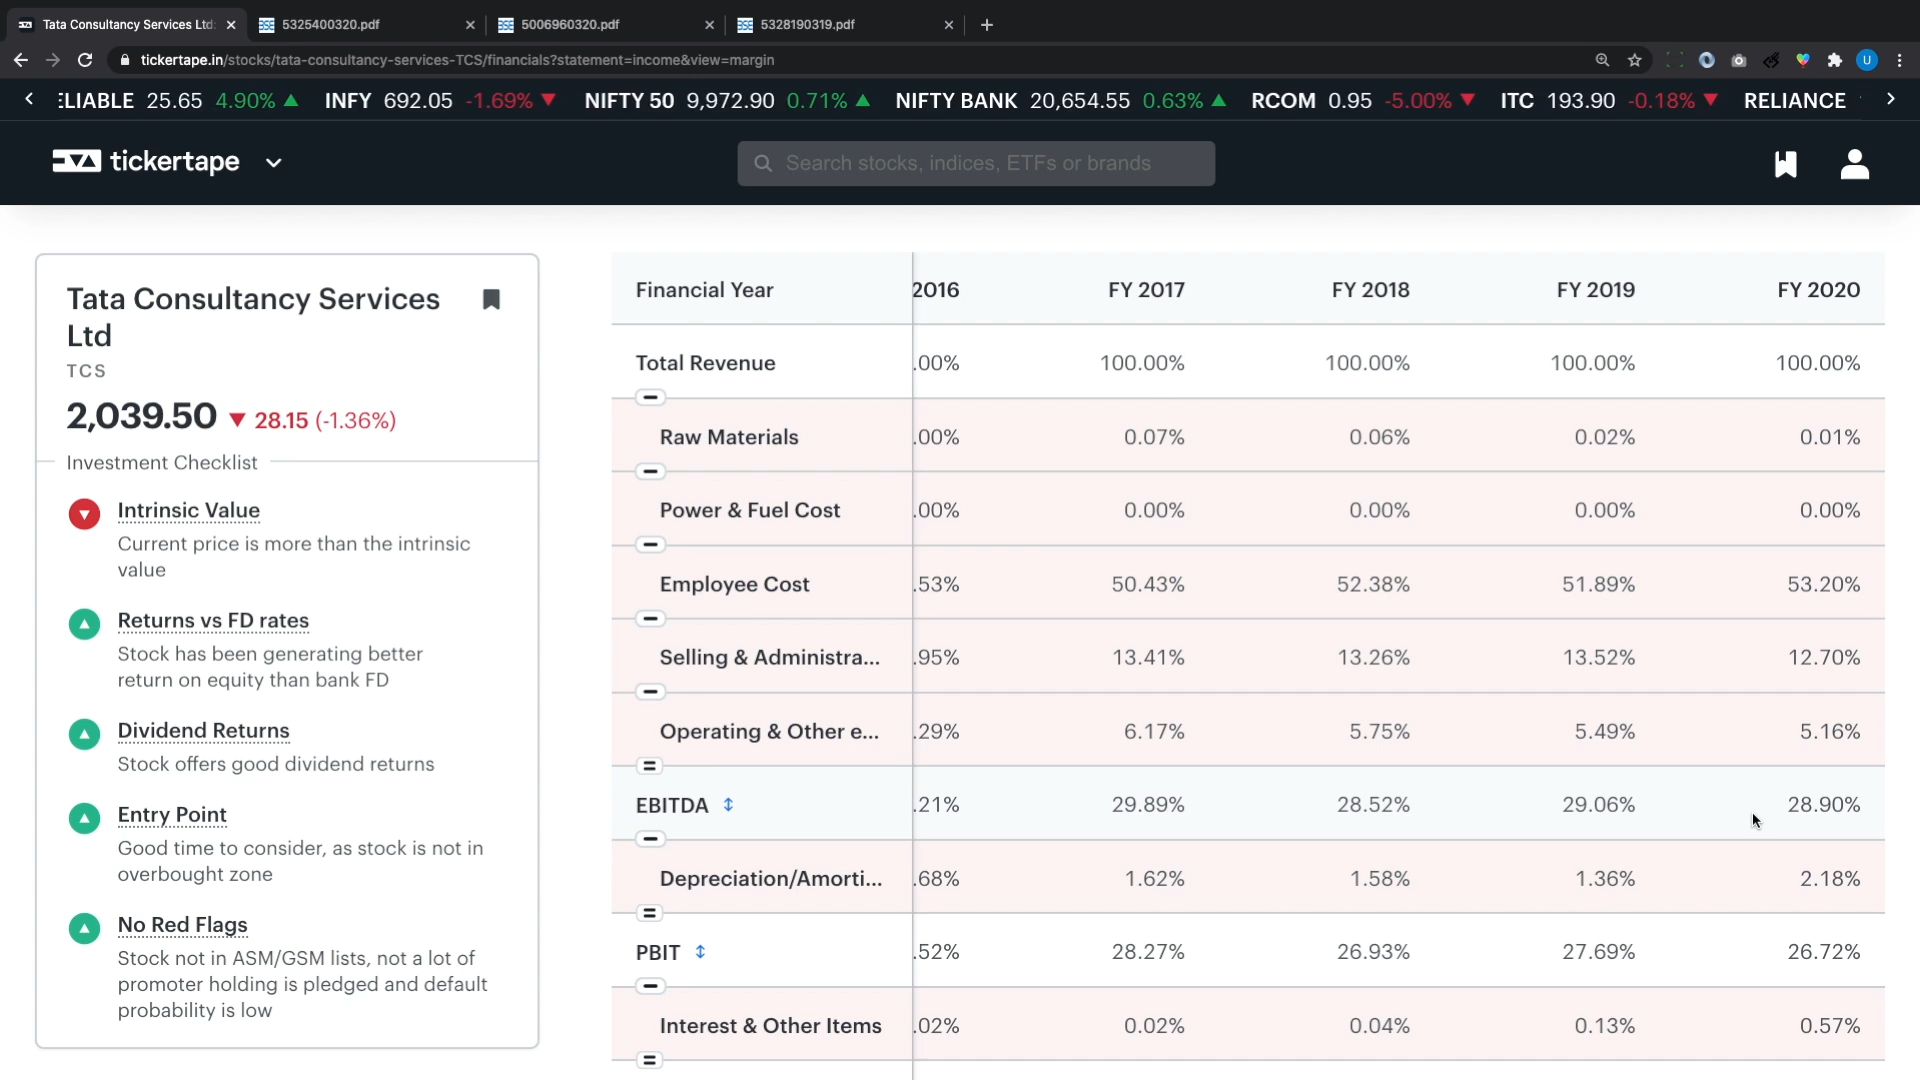 Tata Consultancy Services Ltd
5325400320.pdf
5006960320.pdf
5328190319.pdf
tickertape.in/stocks/tata-consultancy-services-TCS/financials?statement=income&view=margin
U
ELIABLE 25.65 4.90% ▲ INFY 692.05 -1.69% ▼ NIFTY 50 9,972.90 0.71% ▲ NIFTY BANK 20,654.55 0.63% ▲ RCOM 0.95 -5.00% ▼ ITC 193.90 -0.18% ▼ RELIANCE
tickertape
Search stocks, indices, ETFs or brands
Tata Consultancy Services
Ltd
TCS
2,039.50 ▼ 28.15 (-1.36%)
Investment Checklist
Intrinsic Value
Current price is more than the intrinsic
value
Returns vs FD rates
Stock has been generating better
return on equity than bank FD
Dividend Returns
Stock offers good dividend returns
Entry Point
Good time to consider, as stock is not in
overbought zone
No Red Flags
Stock not in ASM/GSM lists, not a lot of
promoter holding is pledged and default
probability is low
Financial Year 2016 FY 2017 FY 2018 FY 2019 FY 2020
Total Revenue .00% 100.00% 100.00% 100.00% 100.00%
Raw Materials .00% 0.07% 0.06% 0.02% 0.01%
Power & Fuel Cost .00% 0.00% 0.00% 0.00% 0.00%
Employee Cost .53% 50.43% 52.38% 51.89% 53.20%
Selling & Administra... .95% 13.41% 13.26% 13.52% 12.70%
Operating & Other e... .29% 6.17% 5.75% 5.49% 5.16%
EBITDA .21% 29.89% 28.52% 29.06% 28.90%
Depreciation/Amorti... .68% 1.62% 1.58% 1.36% 2.18%
PBIT .52% 28.27% 26.93% 27.69% 26.72%
Interest & Other Items .02% 0.02% 0.04% 0.13% 0.57%